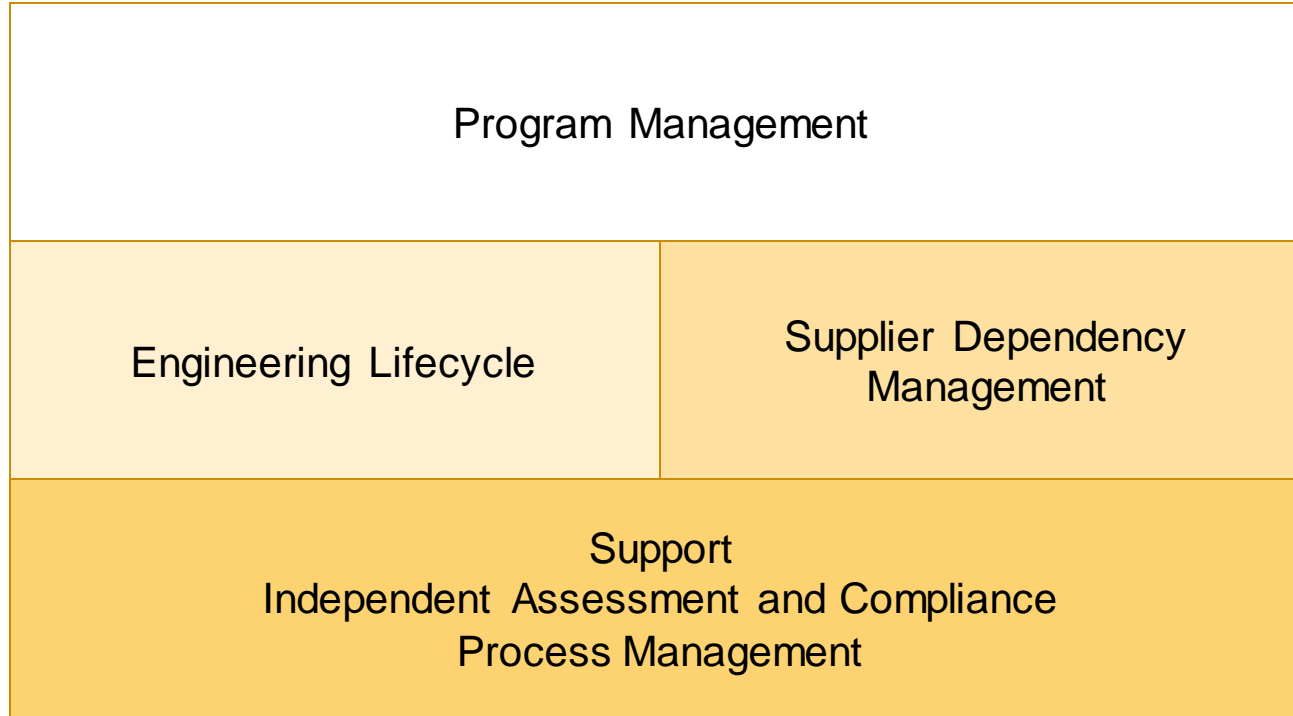 Program Management
Engineering Lifecycle
Supplier Dependency
Management
Support
Independent Assessment and Compliance
Process Management